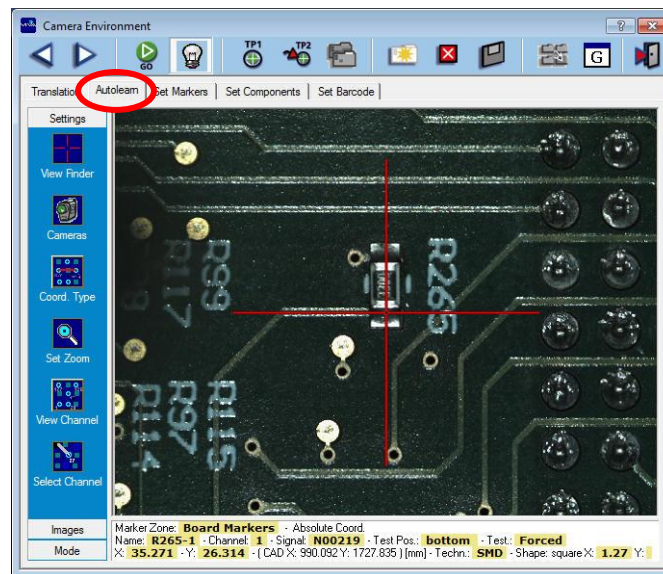 Camera Environment
GO TP1 TP2 G
Translation Autolearn Set Markers Set Components Set Barcode
Settings
View Finder
Cameras
Coord. Type
Set Zoom
View Channel
Select Channel
Images
Mode
R99
R117
R265
R115
R97
R114
Marker Zone: Board Markers - Absolute Coord.
Name: R265-1 - Channel: 1 - Signal: N00219 - Test Pos.: bottom - Test.: Forced
X: 35.271 - Y: 26.314 - ( CAD X: 990.092 Y: 1727.835 ) [mm] - Techn.: SMD - Shape: square X: 1.27 Y: